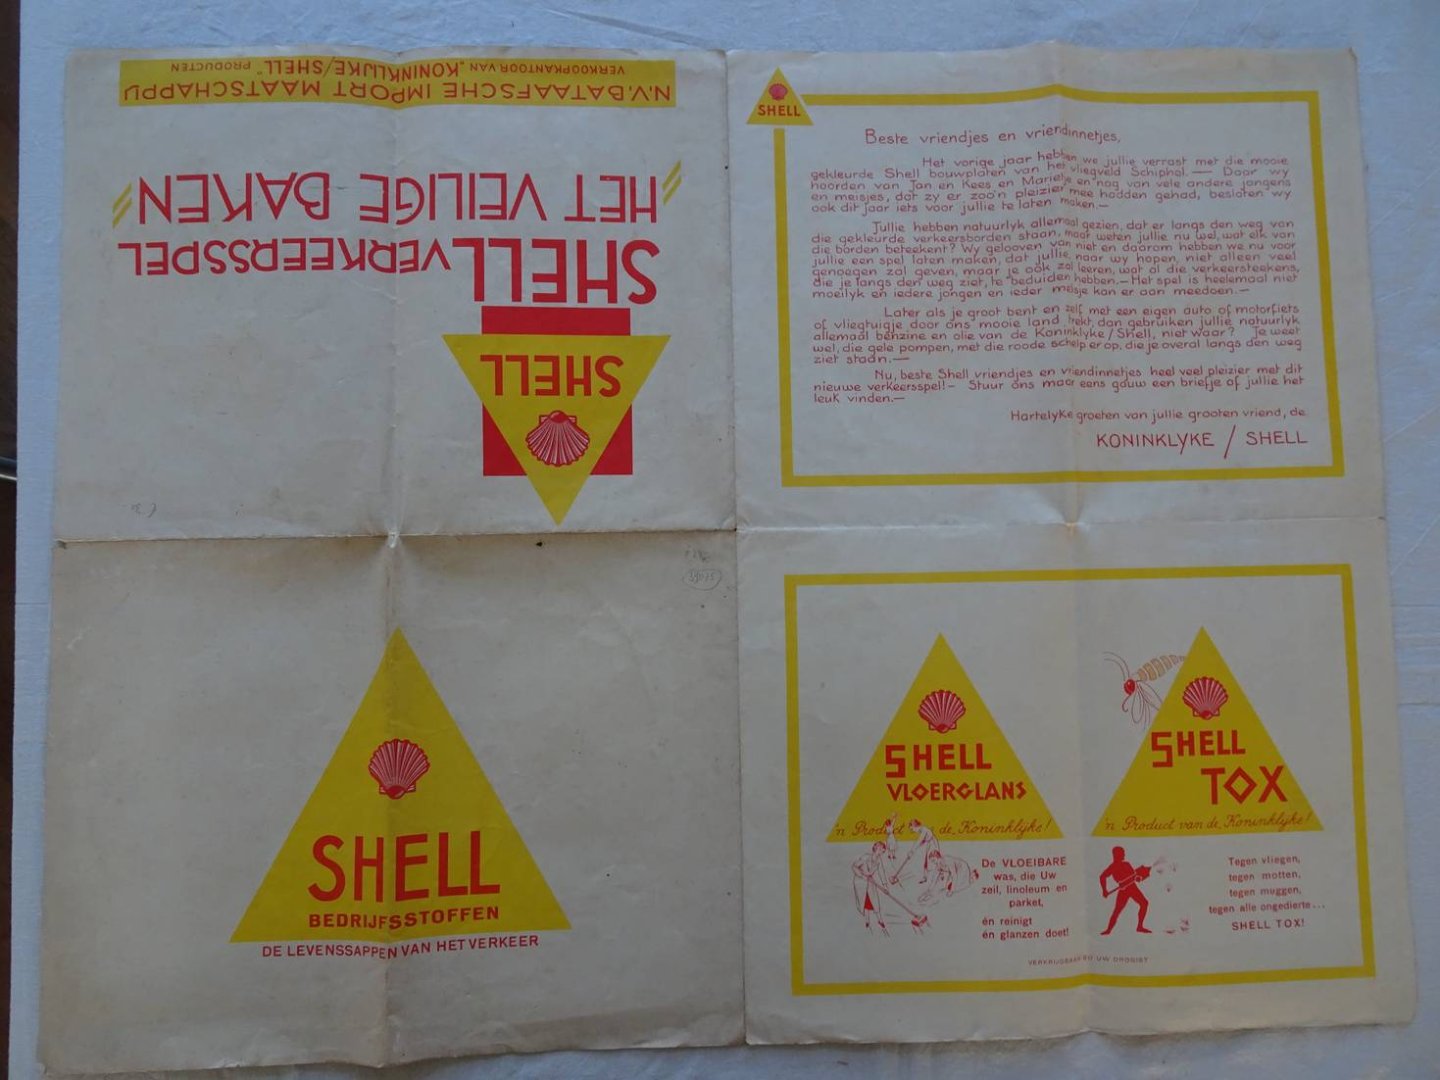 N.V. BATAAFSCHE IMPORT MAATSCHAPPIJ
VERKOOPKANTOOR VAN „KONINKLIJKE/SHELL" PRODUCTEN
"HET VEILIGE BAKEN"
SHELL VERKEERSSPEL
SHELL
SHELL
Beste vriendjes en vriendinnetjes,
Het vorige jaar hebben we jullie verrast met die mooie
gekleurde Shell bouwplaten van het vliegveld Schiphol. — Daar wy
hoorden van Jan en Kees en Marietje en nog van vele andere jongens
en meisjes, dat zy er zoo'n pleizier mee hadden gehad, besloten wy
ook dit jaar iets voor jullie te laten maken. —
Jullie hebben natuurlyk allemaal gezien, dat er langs den weg van
die gekleurde verkeersborden staan, maar weten jullie nu wel, wat elk van
die borden beteekent? Wy gelooven van niet en daarom hebben we nu voor
jullie een spel laten maken, dat jullie, naar wy hopen, niet alleen veel
genoegen zal geven, maar je ook zal leeren, wat al die verkeersteekens,
die je langs den weg ziet, te beduiden hebben. — Het spel is heelemaal niet
moeilyk en iedere jongen en ieder meisje kan er aan meedoen. —
Later als je groot bent en zelf met een eigen auto of motorfiets
of vliegtuigje door ons mooie land trekt, dan gebruiken jullie natuurlyk
allemaal benzine en olie van de Koninklyke / Shell, niet waar? Je weet
wel, die gele pompen, met die roode schelp er op, die je overal langs den weg
ziet staan. —
Nu, beste Shell vriendjes en vriendinnetjes heel veel pleizier met dit
nieuwe verkeersspel! — Stuur ons maar eens gauw een briefje of jullie het
leuk vinden. —
Hartelyke groeten van jullie grooten vriend, de
KONINKLYKE / SHELL
SHELL
BEDRIJFSSTOFFEN
DE LEVENSSAPPEN VAN HET VERKEER
SHELL
VLOERGLANS
'n Product de Koninklijke!
De VLOEIBARE
was, die Uw
zeil, linoleum en
parket,
én reinigt
én glanzen doet!
SHELL
TOX
'n Product van de Koninklijke!
Tegen vliegen,
tegen motten,
tegen muggen,
tegen alle ongedierte...
SHELL TOX!
VERKRIJGBAAR BIJ UW DROGIST